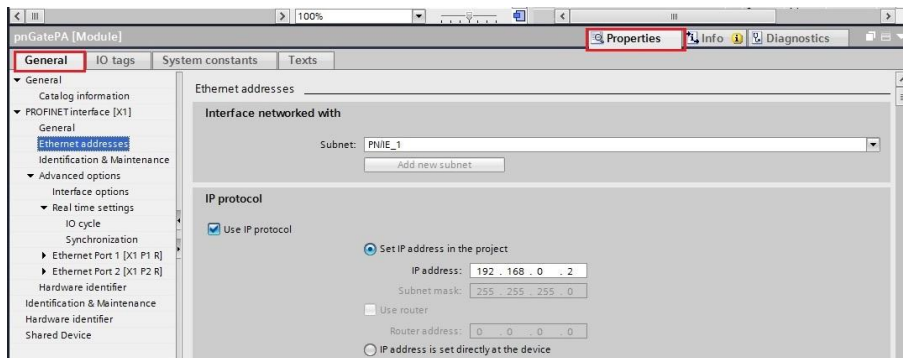 100%
pnGatePA [Module]
Properties
Info
Diagnostics
General
IO tags
System constants
Texts
General
Catalog information
PROFINET interface [X1]
General
Ethernet addresses
Identification & Maintenance
Advanced options
Interface options
Real time settings
IO cycle
Synchronization
Ethernet Port 1 [X1 P1 R]
Ethernet Port 2 [X1 P2 R]
Hardware identifier
Identification & Maintenance
Hardware identifier
Shared Device
Ethernet addresses
Interface networked with
Subnet: PN/IE_1
Add new subnet
IP protocol
Use IP protocol
Set IP address in the project
IP address: 192 . 168 . 0 . 2
Subnet mask: 255 . 255 . 255 . 0
Use router
Router address: 0 . 0 . 0 . 0
IP address is set directly at the device